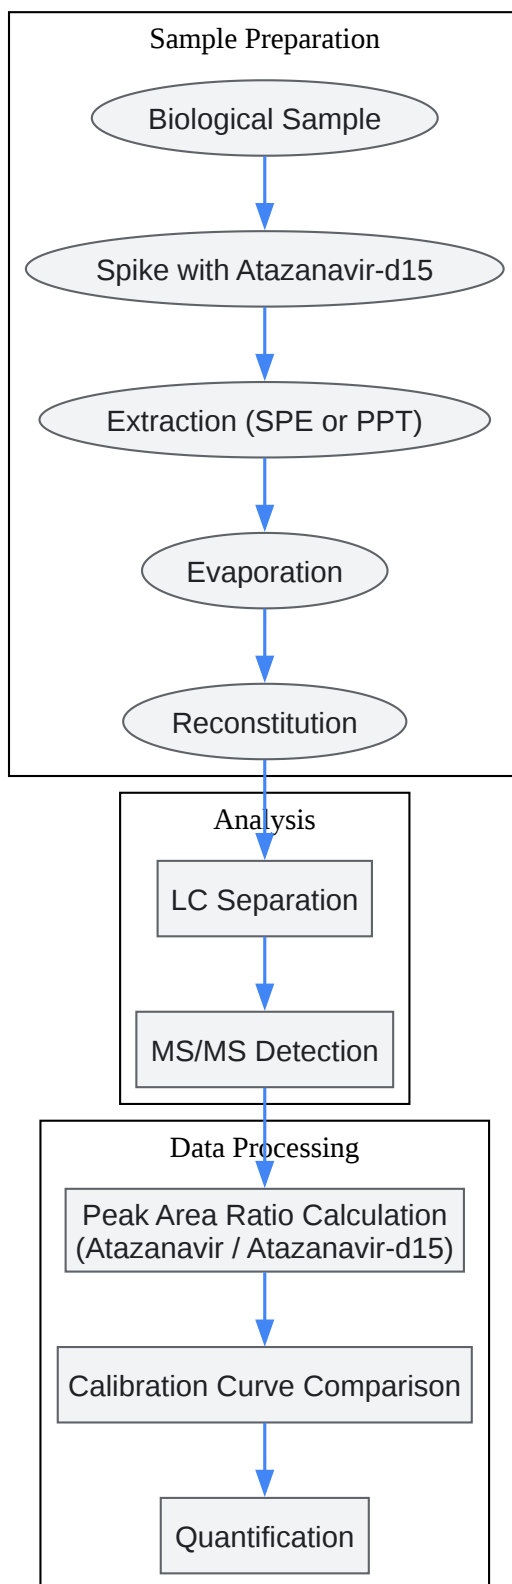 Sample Preparation
Biological Sample
Spike with Atazanavir-d15
Extraction (SPE or PPT)
Evaporation
Reconstitution
Analysis
LC Separation
MS/MS Detection
Data Processing
Peak Area Ratio Calculation
(Atazanavir / Atazanavir-d15)
Calibration Curve Comparison
Quantification